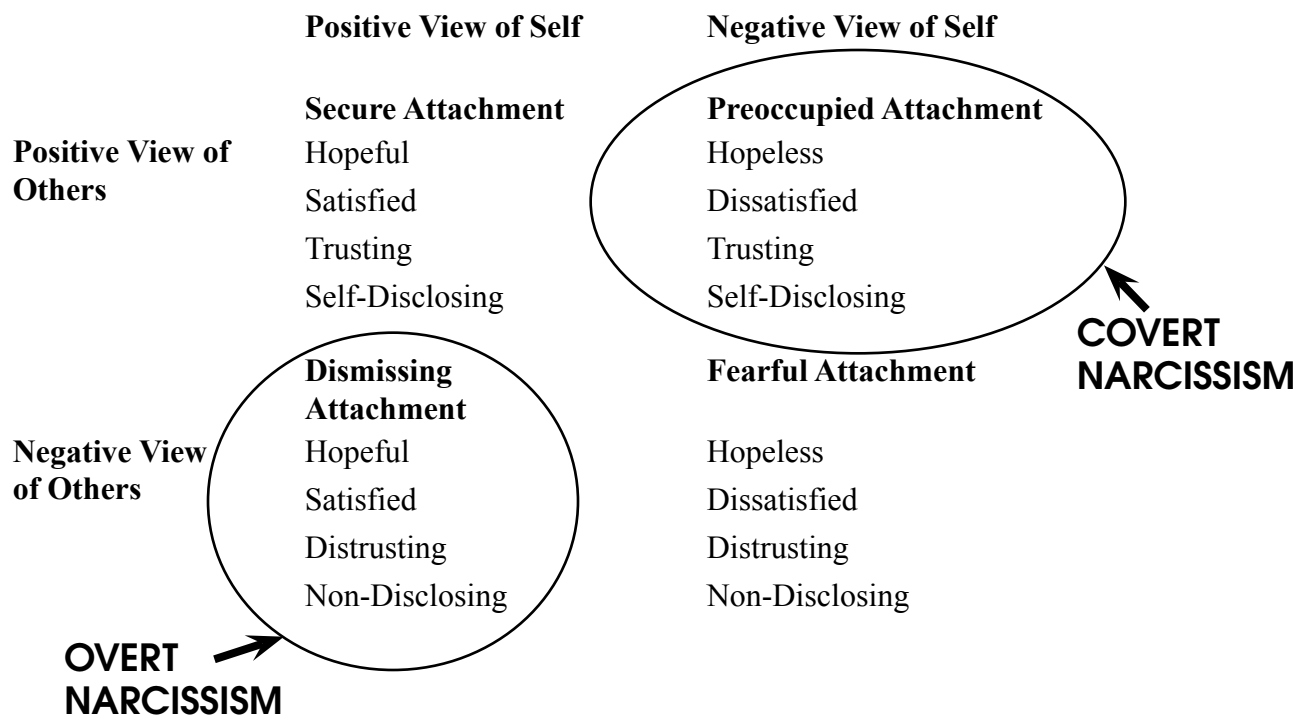 Positive View of Self
Negative View of Self
Secure Attachment
Preoccupied Attachment
Positive View of
Others
Hopeful
Hopeless
Satisfied
Dissatisfied
Trusting
Trusting
Self-Disclosing
Self-Disclosing
COVERT
NARCISSISM
Dismissing
Attachment
Fearful Attachment
Negative View
of Others
Hopeful
Hopeless
Satisfied
Dissatisfied
Distrusting
Distrusting
Non-Disclosing
Non-Disclosing
OVERT
NARCISSISM